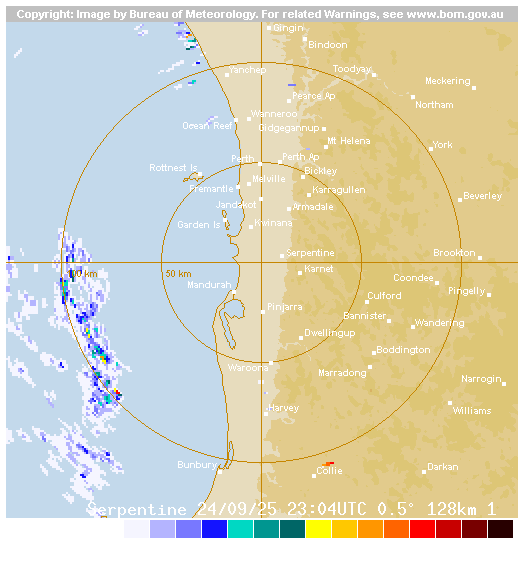 Copyright: Image by Bureau of Meteorology. For related Warnings, see www.bom.gov.au
Gingin
Bindoon
Yanchep
Toodyay
Meckering
Pearce Ap
Northam
Wanneroo
Ocean Reef
Gidgegannup
Mt Helena
York
Perth
Perth Ap
Rottnest Is
Bickley
Melville
Fremantle
Karragullen
Beverley
Jandakot
Armadale
Garden Is
Kwinana
Serpentine
Brookton
Karnet
50 km
Coondee
Mandurah
Pingelly
Culford
Pinjarra
Bannister
Wandering
Dwellingup
Boddington
Waroona
Marradong
Narrogin
Harvey
Williams
Bunbury
Collie
Darkan
Serpentine 24/09/25 23:04UTC 0.5° 128km 1